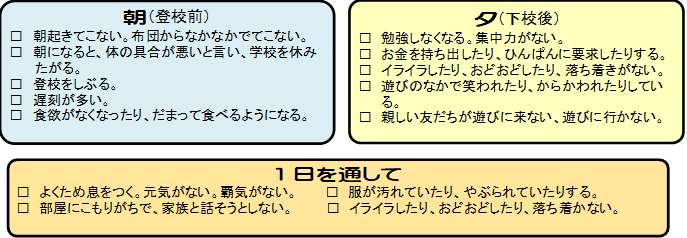 朝(登校前)
□ 朝起きてこない。布団からなかなかでてこない。
□ 朝になると、体の具合が悪いと言い、学校を休み
たがる。
□ 登校をしぶる。
□ 遅刻が多い。
□ 食欲がなくなったり、だまって食べるようになる。
夕(下校後)
□ 勉強しなくなる。集中力がない。
□ お金を持ち出したり、ひんぱんに要求したりする。
□ イライラしたり、おどおどしたり、落ち着きがない。
□ 遊びのなかで笑われたり、からかわれたりしてい
る。
□ 親しい友だちが遊びに来ない、遊びに行かない。
1日を通して
□ よくため息をつく。元気がない。覇気がない。 □ 服が汚れていたり、やぶられていたりする。
□ 部屋にこもりがちで、家族と話そうとしない。 □ イライラしたり、おどおどしたり、落ち着かない。